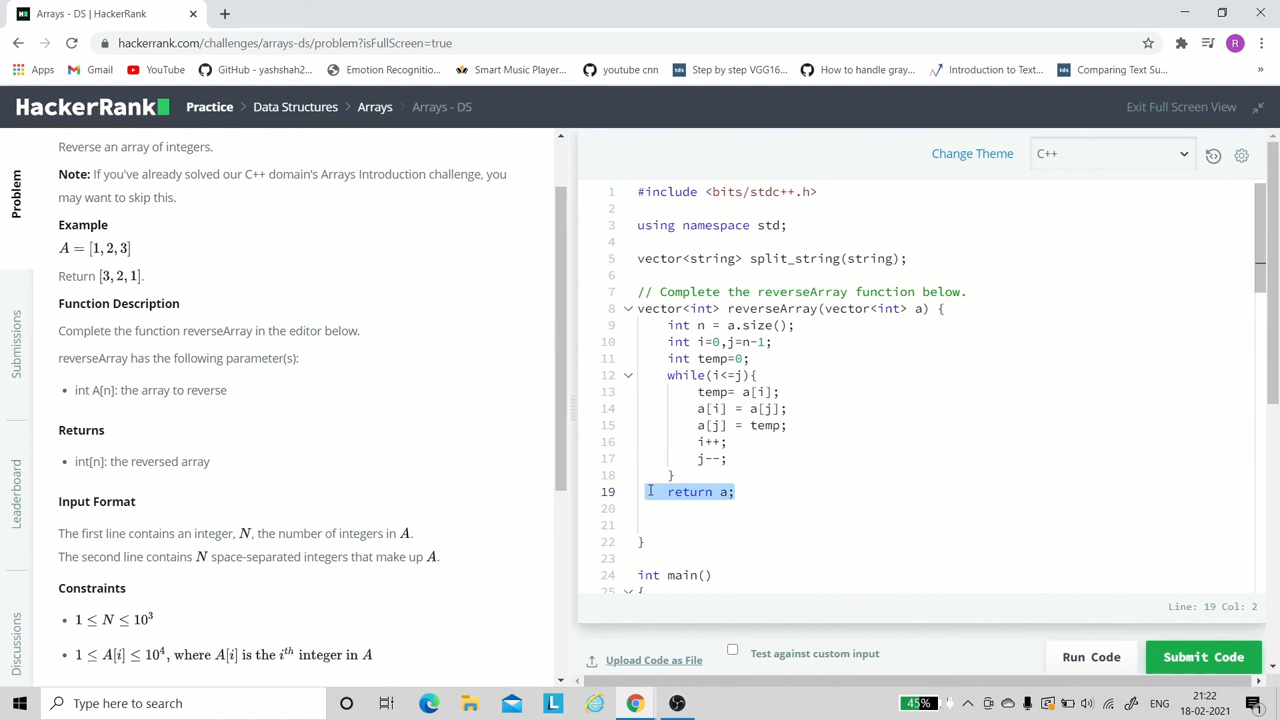 Arrays - DS | HackerRank
hackerrank.com/challenges/arrays-ds/problem?isFullScreen=true
R
Apps Gmail YouTube GitHub - yashshah2... Emotion Recognitio... Smart Music Player... youtube cnn Step by step VGG16... How to handle gray... Introduction to Text... Comparing Text Su... »
HackerRank Practice > Data Structures > Arrays > Arrays - DS Exit Full Screen View
Problem
Submissions
Leaderboard
Discussions
Reverse an array of integers.
Note: If you've already solved our C++ domain's Arrays Introduction challenge, you
may want to skip this.
Example
A = [1, 2, 3]
Return [3, 2, 1].
Function Description
Complete the function reverseArray in the editor below.
reverseArray has the following parameter(s):
• int A[n]: the array to reverse
Returns
• int[n]: the reversed array
Input Format
The first line contains an integer, N, the number of integers in A.
The second line contains N space-separated integers that make up A.
Constraints
• 1 ≤ N ≤ 10³
• 1 ≤ A[i] ≤ 10⁴, where A[i] is the iᵗʰ integer in A
Change Theme C++
1 #include <bits/stdc++.h>
2
3 using namespace std;
4
5 vector<string> split_string(string);
6
7 // Complete the reverseArray function below.
8 vector<int> reverseArray(vector<int> a) {
9 int n = a.size();
10 int i=0,j=n-1;
11 int temp=0;
12 while(i<=j){
13 temp= a[i];
14 a[i] = a[j];
15 a[j] = temp;
16 i++;
17 j--;
18 }
19 return a;
20
21
22 }
23
24 int main()
25 {
Line: 19 Col: 2
Upload Code as File Test against custom input Run Code Submit Code
Type here to search
45%
ENG
21:22
18-02-2021
1